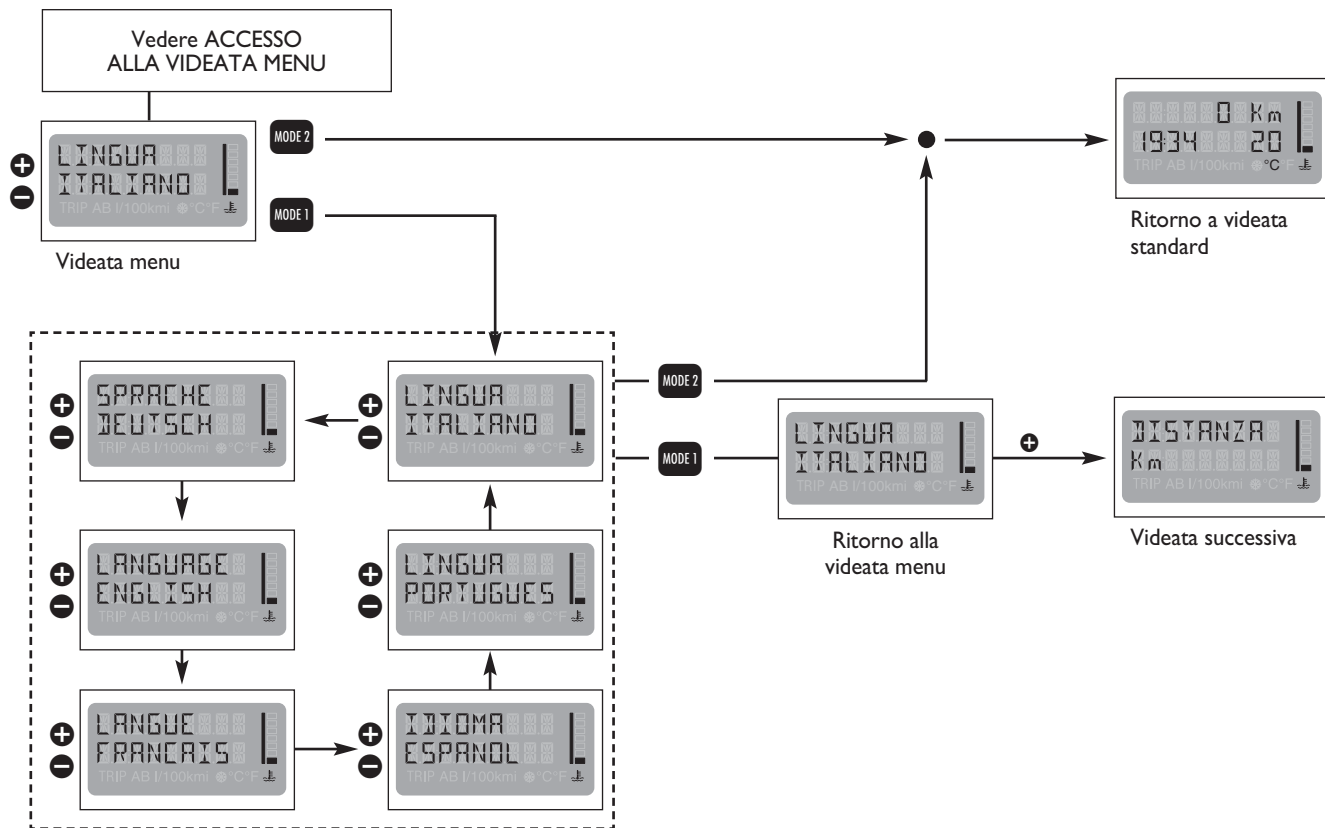 Vedere ACCESSO
ALLA VIDEATA MENU
LINGUA
ITALIANO
TRIP AB l/100kmi °C°F
Videata menu
MODE 2
MODE 1
0 Km
19:34 20
TRIP AB l/100kmi °C °F
Ritorno a videata
standard
SPRACHE
DEUTSCH
TRIP AB l/100kmi °C°F
LINGUA
ITALIANO
TRIP AB l/100kmi °C°F
MODE 2
MODE 1
LINGUA
ITALIANO
TRIP AB l/100kmi °C°F
Ritorno alla
videata menu
DISTANZA
Km
TRIP AB l/100kmi °C°F
Videata successiva
LANGUAGE
ENGLISH
TRIP AB l/100kmi °C°F
LINGUA
PORTUGUES
TRIP AB l/100kmi °C°F
LANGUE
FRANCAIS
TRIP AB l/100kmi °C°F
IDIOMA
ESPANOL
TRIP AB l/100kmi °C°F